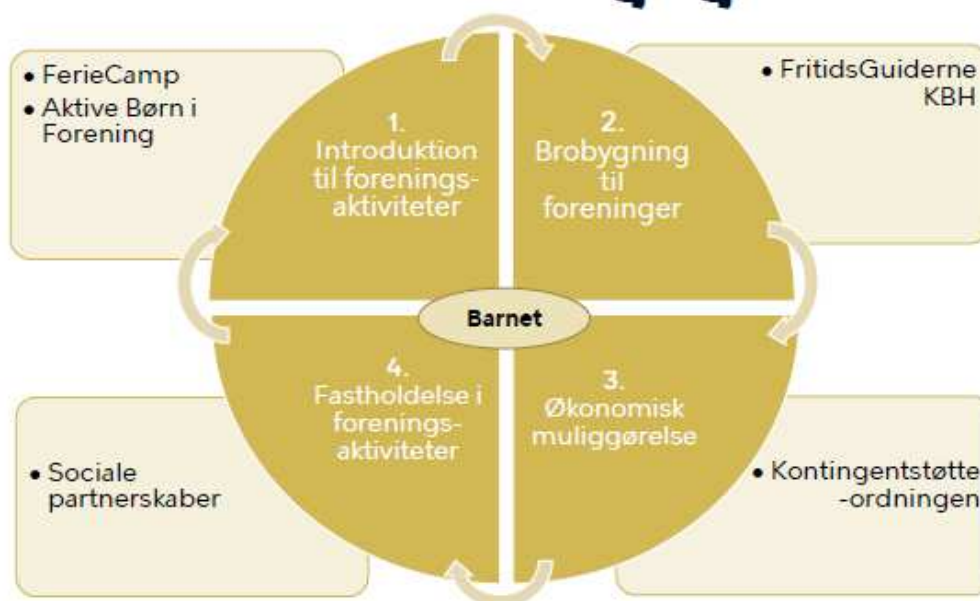 • FerieCamp
• Aktive Børn i
Forening
1.
Introduktion
til forenings-
aktiviteter
2.
Brobygning
til
foreninger
• FritidsGuiderne
KBH
Barnet
4.
Fastholdelse i
forenings-
aktiviteter
3.
Økonomisk
muliggørelse
• Sociale
partnerskaber
• Kontingentstøtte
-ordningen